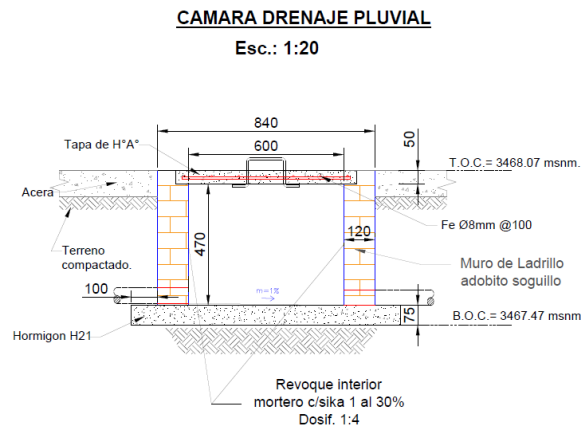 CAMARA DRENAJE PLUVIAL
Esc.: 1:20
840
600
50
Tapa de H°A°
T.O.C.= 3468.07 msnm.
Acera
Fe Ø8mm @100
120
470
Terreno
compactado.
Muro de Ladrillo
adobito soguillo
100
m=1%
75
B.O.C.= 3467.47 msnm
Hormigon H21
Revoque interior
mortero c/sika 1 al 30%
Dosif. 1:4